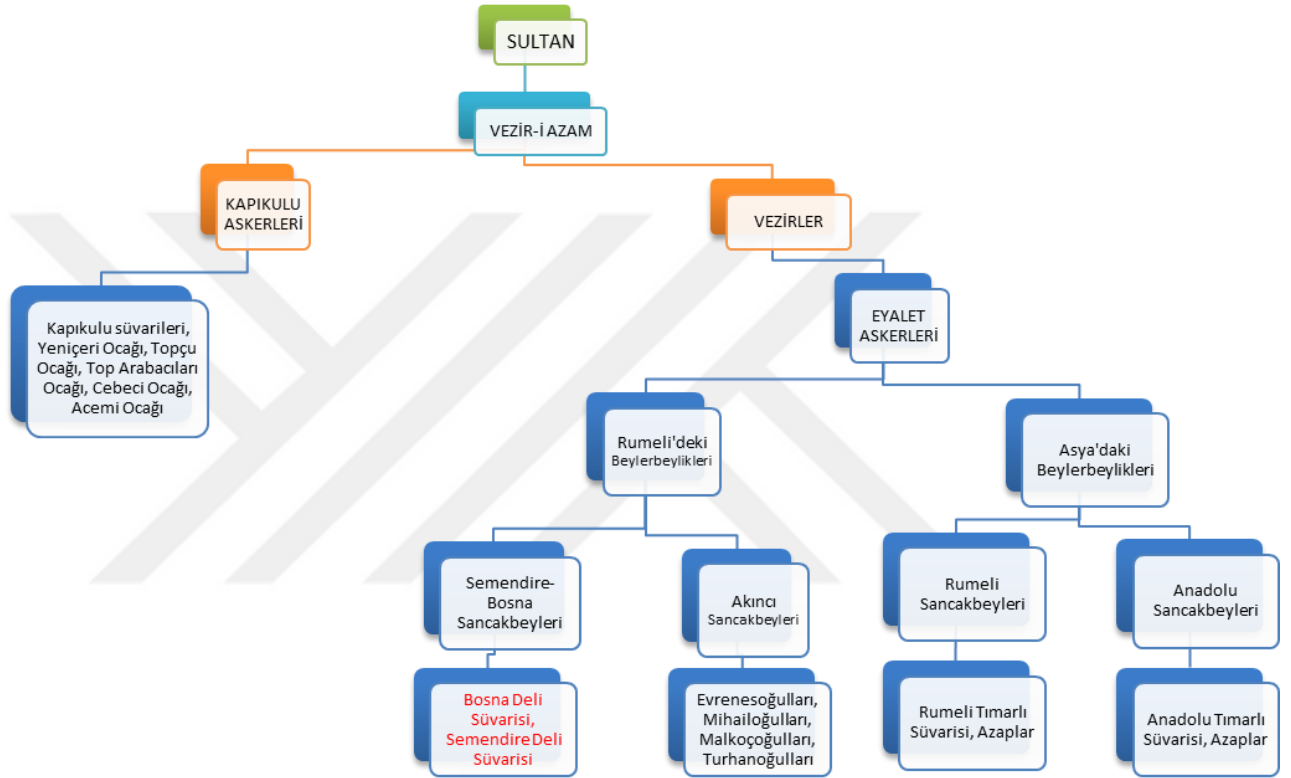 SULTAN
VEZİR-İ AZAM
KAPIKULU
ASKERLERİ
VEZİRLER
Kapıkulu süvarileri,
Yeniçeri Ocağı, Topçu
Ocağı, Top Arabacıları
Ocağı, Cebeci Ocağı,
Acemi Ocağı
EYALET
ASKERLERİ
Rumeli'deki
Beylerbeylikleri
Asya'daki
Beylerbeylikleri
Semendire-
Bosna
Sancakbeyleri
Akıncı
Sancakbeyleri
Rumeli
Sancakbeyleri
Anadolu
Sancakbeyleri
Bosna Deli
Süvarisi,
Semendire Deli
Süvarisi
Evrenesoğulları,
Mihailoğulları,
Malkoçoğulları,
Turhanoğulları
Rumeli Tımarlı
Süvarisi, Azaplar
Anadolu Tımarlı
Süvarisi, Azaplar